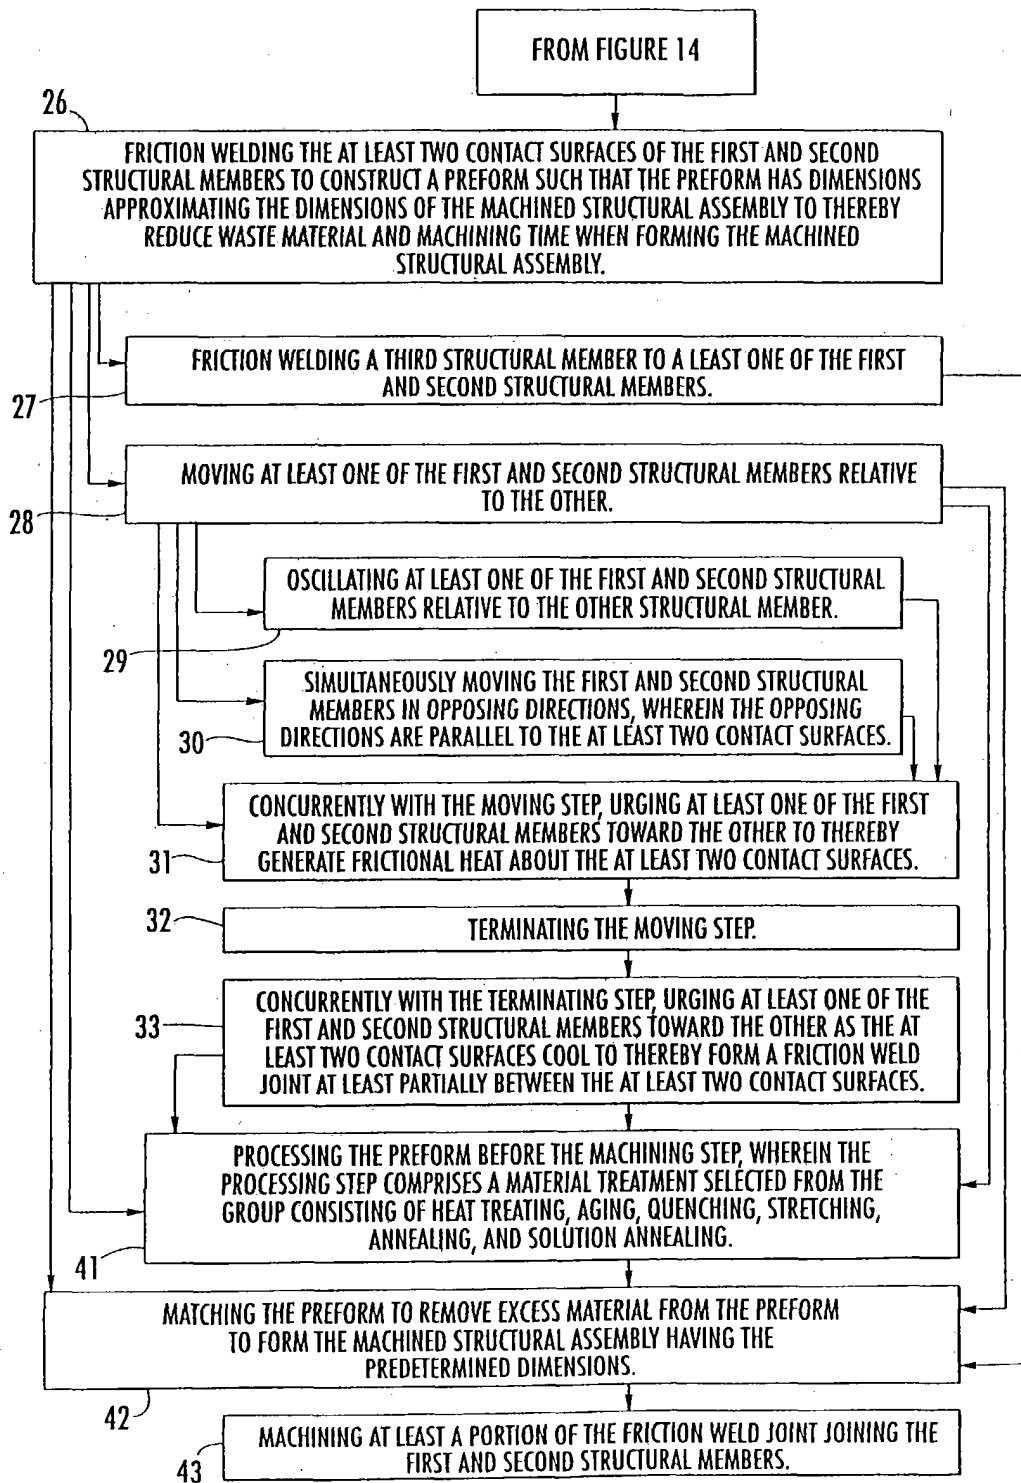 FROM FIGURE 14
26
FRICTION WELDING THE AT LEAST TWO CONTACT SURFACES OF THE FIRST AND SECOND
STRUCTURAL MEMBERS TO CONSTRUCT A PREFORM SUCH THAT THE PREFORM HAS DIMENSIONS
APPROXIMATING THE DIMENSIONS OF THE MACHINED STRUCTURAL ASSEMBLY TO THEREBY
REDUCE WASTE MATERIAL AND MACHINING TIME WHEN FORMING THE MACHINED
STRUCTURAL ASSEMBLY.
FRICTION WELDING A THIRD STRUCTURAL MEMBER TO A LEAST ONE OF THE FIRST
AND SECOND STRUCTURAL MEMBERS.
27
MOVING AT LEAST ONE OF THE FIRST AND SECOND STRUCTURAL MEMBERS RELATIVE
TO THE OTHER.
28
OSCILLATING AT LEAST ONE OF THE FIRST AND SECOND STRUCTURAL
MEMBERS RELATIVE TO THE OTHER STRUCTURAL MEMBER.
29
SIMULTANEOUSLY MOVING THE FIRST AND SECOND STRUCTURAL
MEMBERS IN OPPOSING DIRECTIONS, WHEREIN THE OPPOSING
DIRECTIONS ARE PARALLEL TO THE AT LEAST TWO CONTACT SURFACES.
30
CONCURRENTLY WITH THE MOVING STEP, URGING AT LEAST ONE OF THE FIRST
AND SECOND STRUCTURAL MEMBERS TOWARD THE OTHER TO THEREBY
GENERATE FRICTIONAL HEAT ABOUT THE AT LEAST TWO CONTACT SURFACES.
31
32
TERMINATING THE MOVING STEP.
CONCURRENTLY WITH THE TERMINATING STEP, URGING AT LEAST ONE OF THE
FIRST AND SECOND STRUCTURAL MEMBERS TOWARD THE OTHER AS THE AT
LEAST TWO CONTACT SURFACES COOL TO THEREBY FORM A FRICTION WELD
JOINT AT LEAST PARTIALLY BETWEEN THE AT LEAST TWO CONTACT SURFACES.
33
PROCESSING THE PREFORM BEFORE THE MACHINING STEP, WHEREIN THE
PROCESSING STEP COMPRISES A MATERIAL TREATMENT SELECTED FROM THE
GROUP CONSISTING OF HEAT TREATING, AGING, QUENCHING, STRETCHING,
ANNEALING, AND SOLUTION ANNEALING.
41
MATCHING THE PREFORM TO REMOVE EXCESS MATERIAL FROM THE PREFORM
TO FORM THE MACHINED STRUCTURAL ASSEMBLY HAVING THE
PREDETERMINED DIMENSIONS.
42
MACHINING AT LEAST A PORTION OF THE FRICTION WELD JOINT JOINING THE
FIRST AND SECOND STRUCTURAL MEMBERS.
43